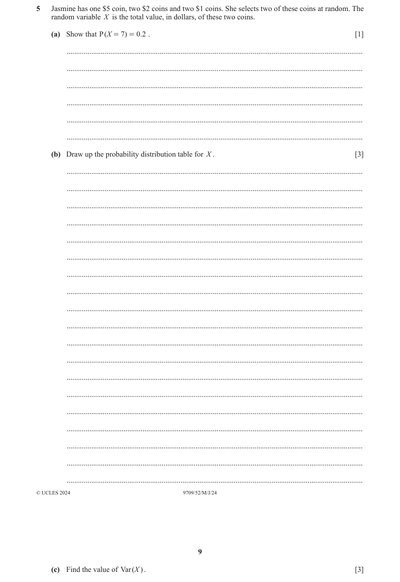 5 Jasmine has one $5 coin, two $2 coins and two $1 coins. She selects two of these coins at random. The
random variable X is the total value, in dollars, of these two coins.
(a) Show that P(X = 7) = 0.2 . [1]
(b) Draw up the probability distribution table for X. [3]
© UCLES 2024 9709/52/M/J/24
9
(c) Find the value of Var(X). [3]